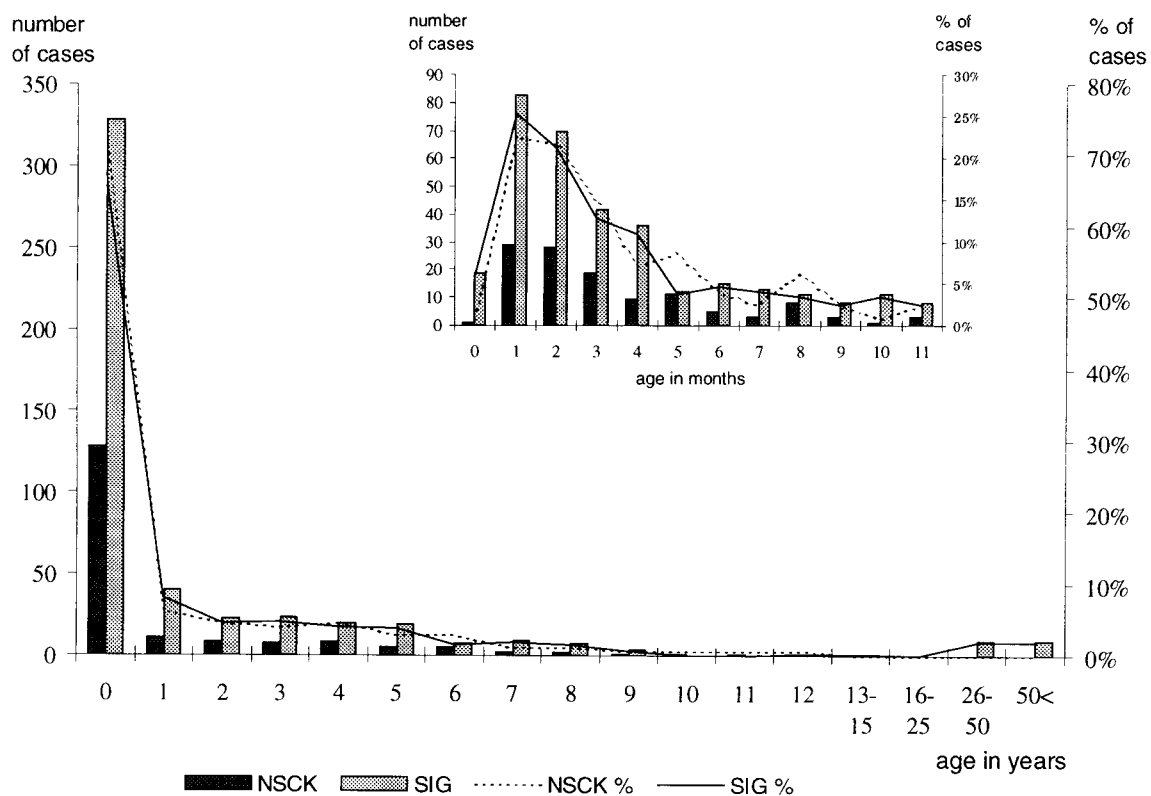 number
of cases
350
300
250
200
150
100
50
0
number
of cases
90
80
70
60
50
40
30
20
10
0
% of
cases
30%
25%
20%
15%
10%
5%
0%
0 1 2 3 4 5 6 7 8 9 10 11
age in months
% of
cases
80%
70%
60%
50%
40%
30%
20%
10%
0%
0 1 2 3 4 5 6 7 8 9 10 11 12 13- 16- 26- 50<
15 25 50
age in years
NSCK SIG NSCK % SIG %